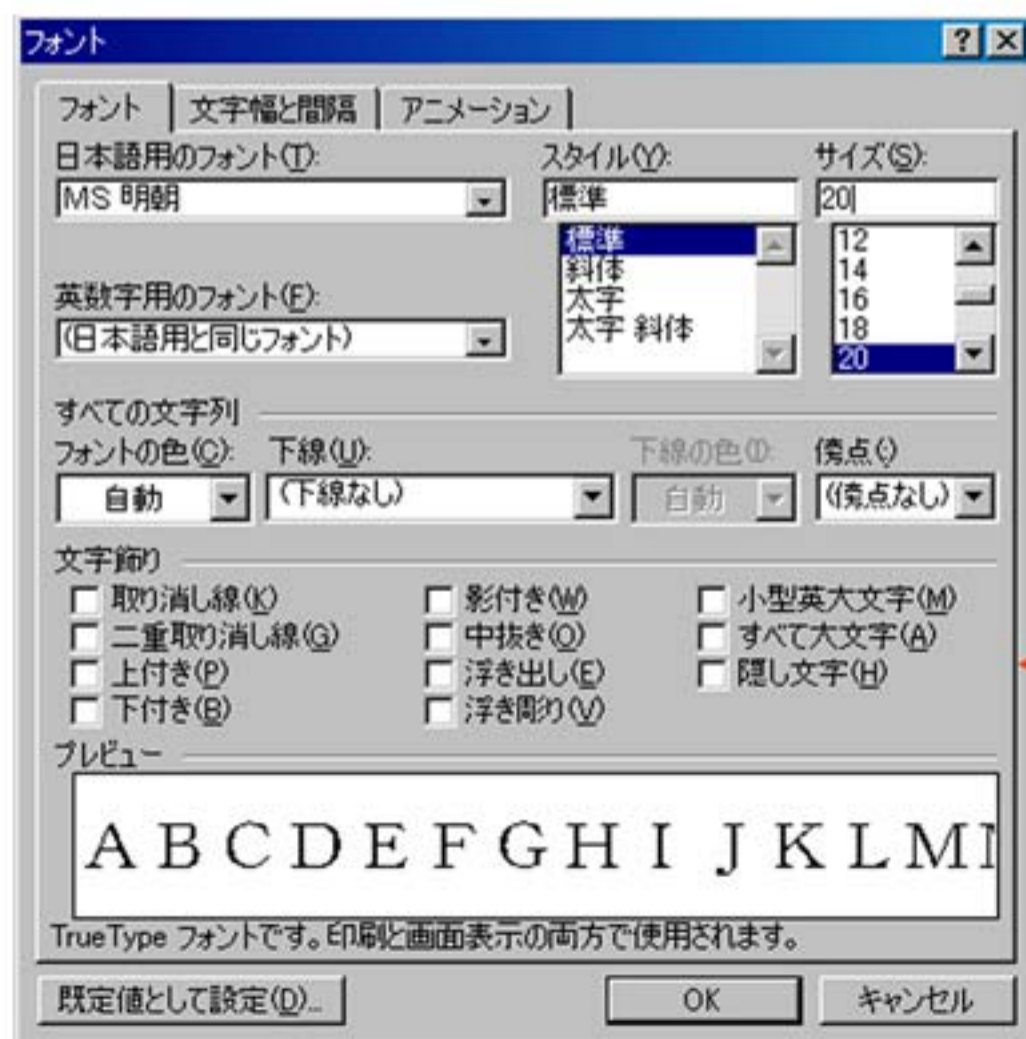 フォント
フォント 文字幅と間隔 アニメーション
日本語用のフォント(T): スタイル(Y): サイズ(S):
MS 明朝 標準 20
標準 12
斜体 14
太字 16
太字 斜体 18
20
英数字用のフォント(F):
(日本語用と同じフォント)
すべての文字列
フォントの色(C): 下線(U): 下線の色(I): 傍点(:)
自動 (下線なし) 自動 (傍点なし)
文字飾り
取り消し線(K) 影付き(W) 小型英大文字(M)
二重取り消し線(G) 中抜き(O) すべて大文字(A)
上付き(P) 浮き出し(E) 隠し文字(H)
下付き(B) 浮き彫り(V)
プレビュー
A B C D E F G H I J K L M N
TrueType フォントです。印刷と画面表示の両方で使用されます。
既定値として設定(D)... OK キャンセル